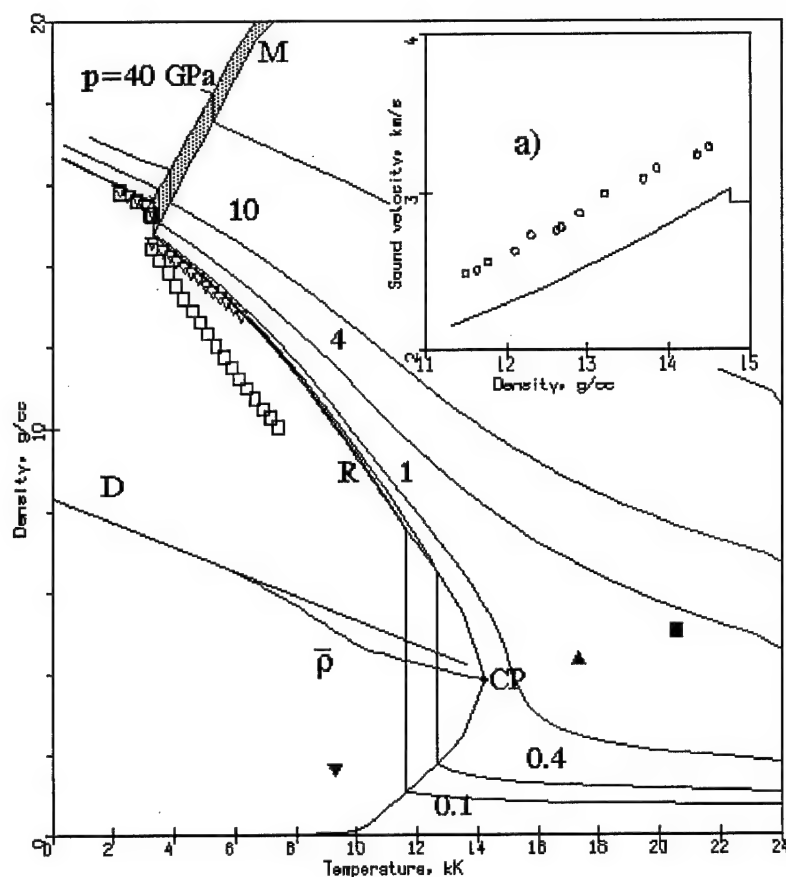 20
M
p=40 GPa
4
a)
3
Sound velocity, km/s
2
11
12
13
14
15
Density, g/cc
10
4
10
Density, g/cc
R
1
D
ρ̅
CP
0.4
0.1
0
0
2
4
6
8
10
12
14
16
18
20
22
24
Temperature, kK